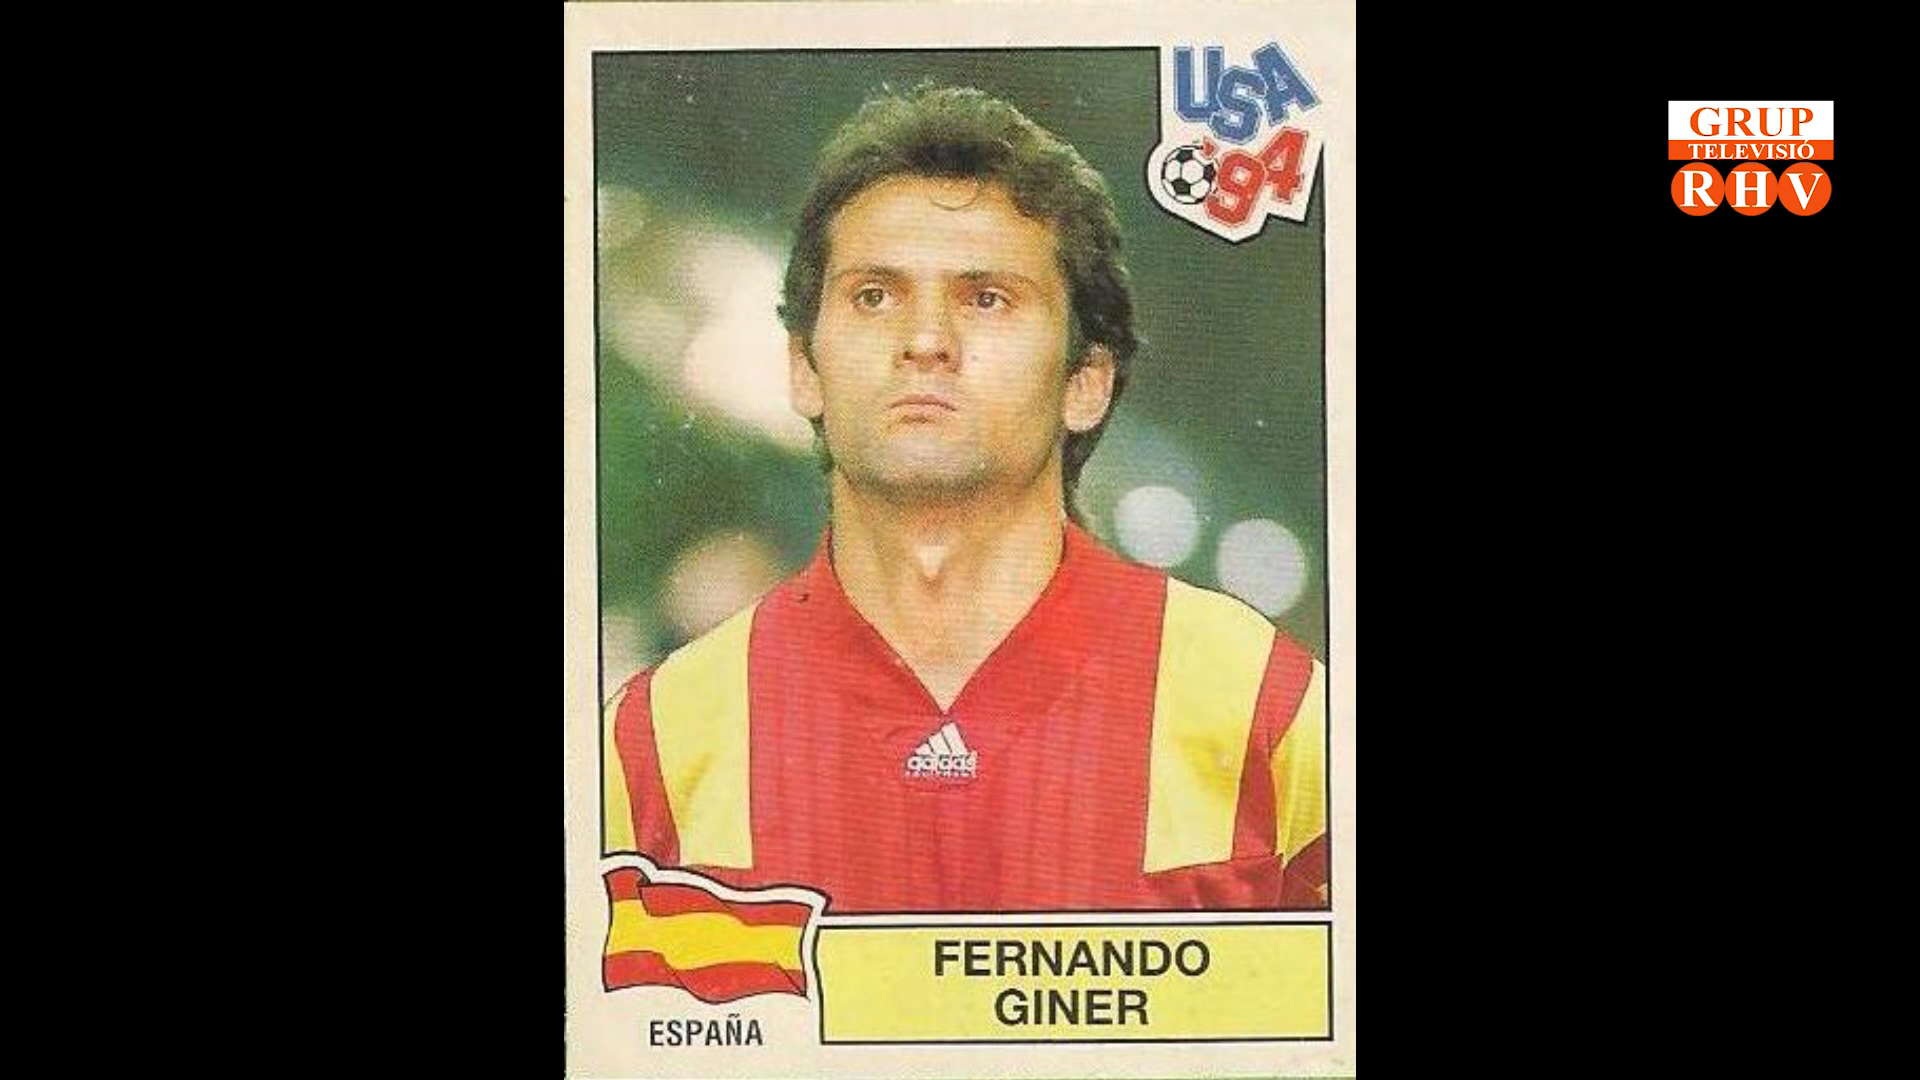 USA
'94
GRUP
TELEVISIÓ
RHV
adidas
FERNANDO
GINER
ESPAÑA